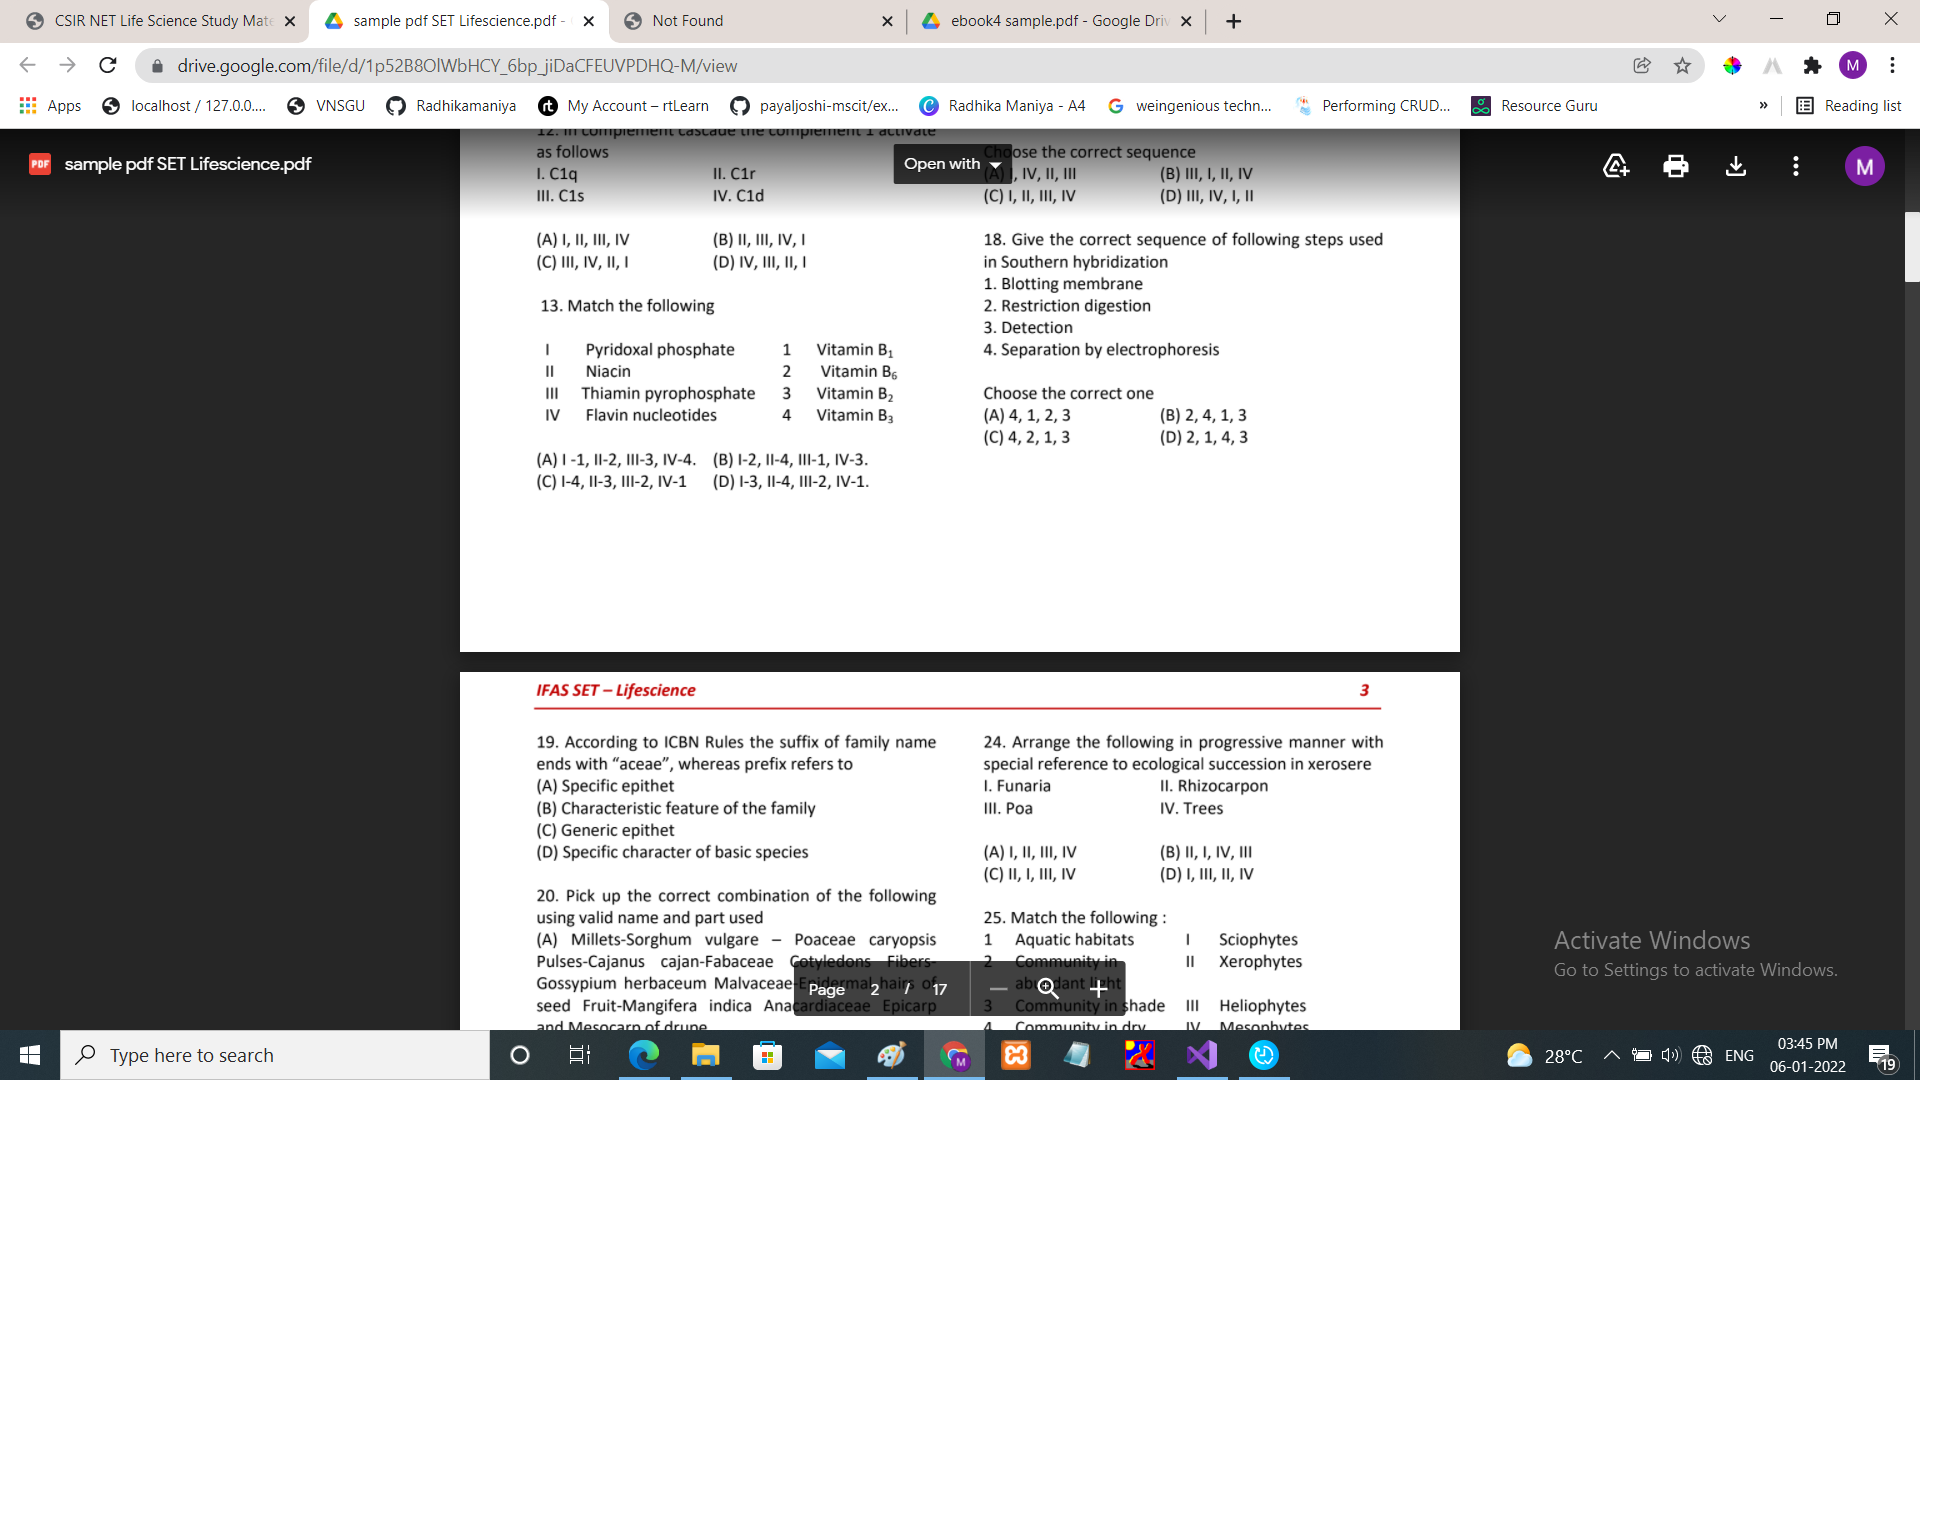 CSIR NET Life Science Study Mate
sample pdf SET Lifescience.pdf -
Not Found
ebook4 sample.pdf - Google Driv
drive.google.com/file/d/1p52B8OlWbHCY_6bp_jiDaCFEUVPDHQ-M/view
M
Apps
localhost / 127.0.0....
VNSGU
Radhikamaniya
rt
My Account – rtLearn
payaljoshi-mscit/ex...
Radhika Maniya - A4
weingenious techn...
Performing CRUD...
Resource Guru
»
Reading list
PDF
sample pdf SET Lifescience.pdf
Open with
M
12. In complement cascade the complement 1 activate
as follows
I. C1q II. C1r
III. C1s IV. C1d
(A) I, II, III, IV (B) II, III, IV, I
(C) III, IV, II, I (D) IV, III, II, I
13. Match the following
I Pyridoxal phosphate 1 Vitamin B₁
II Niacin 2 Vitamin B₆
III Thiamin pyrophosphate 3 Vitamin B₂
IV Flavin nucleotides 4 Vitamin B₃
(A) I -1, II-2, III-3, IV-4. (B) I-2, II-4, III-1, IV-3.
(C) I-4, II-3, III-2, IV-1 (D) I-3, II-4, III-2, IV-1.
Choose the correct sequence
(A) I, IV, II, III (B) III, I, II, IV
(C) I, II, III, IV (D) III, IV, I, II
18. Give the correct sequence of following steps used
in Southern hybridization
1. Blotting membrane
2. Restriction digestion
3. Detection
4. Separation by electrophoresis
Choose the correct one
(A) 4, 1, 2, 3 (B) 2, 4, 1, 3
(C) 4, 2, 1, 3 (D) 2, 1, 4, 3
IFAS SET – Lifescience 3
19. According to ICBN Rules the suffix of family name
ends with “aceae”, whereas prefix refers to
(A) Specific epithet
(B) Characteristic feature of the family
(C) Generic epithet
(D) Specific character of basic species
20. Pick up the correct combination of the following
using valid name and part used
(A) Millets-Sorghum vulgare – Poaceae caryopsis
Pulses-Cajanus cajan-Fabaceae Cotyledons Fibers-
Gossypium herbaceum Malvaceae-Epidermal hairs of
seed Fruit-Mangifera indica Anacardiaceae Epicarp
and Mesocarp of drupe
24. Arrange the following in progressive manner with
special reference to ecological succession in xerosere
I. Funaria II. Rhizocarpon
III. Poa IV. Trees
(A) I, II, III, IV (B) II, I, IV, III
(C) II, I, III, IV (D) I, III, II, IV
25. Match the following :
1 Aquatic habitats I Sciophytes
2 Community in II Xerophytes
abundant light
3 Community in shade III Heliophytes
4 Community in dry IV Mesophytes
Page 2 / 17
Activate Windows
Go to Settings to activate Windows.
Type here to search
M
28°C
ENG
03:45 PM
06-01-2022
19